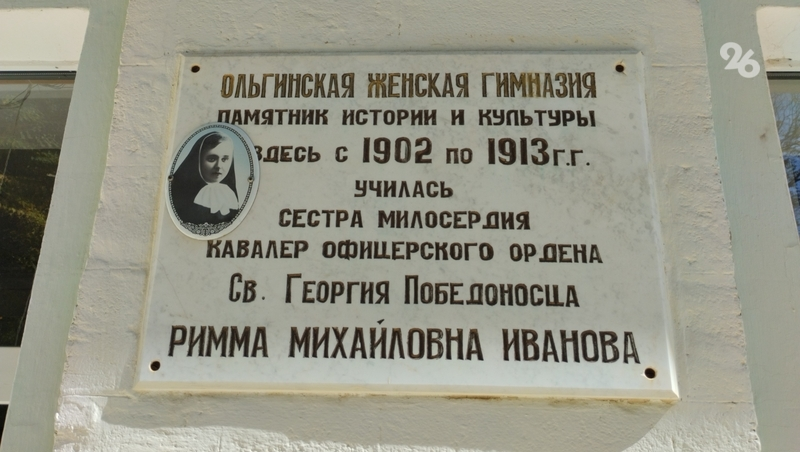 ОЛЬГИНСКАЯ ЖЕНСКАЯ ГИМНАЗИЯ
ПАМЯТНИК ИСТОРИИ И КУЛЬТУРЫ
ЗДЕСЬ С 1902 ПО 1913 Г.Г.
УЧИЛАСЬ
СЕСТРА МИЛОСЕРДИЯ
КАВАЛЕР ОФИЦЕРСКОГО ОРДЕНА
СВ. ГЕОРГИЯ ПОБЕДОНОСЦА
РИММА МИХАЙЛОВНА ИВАНОВА
26